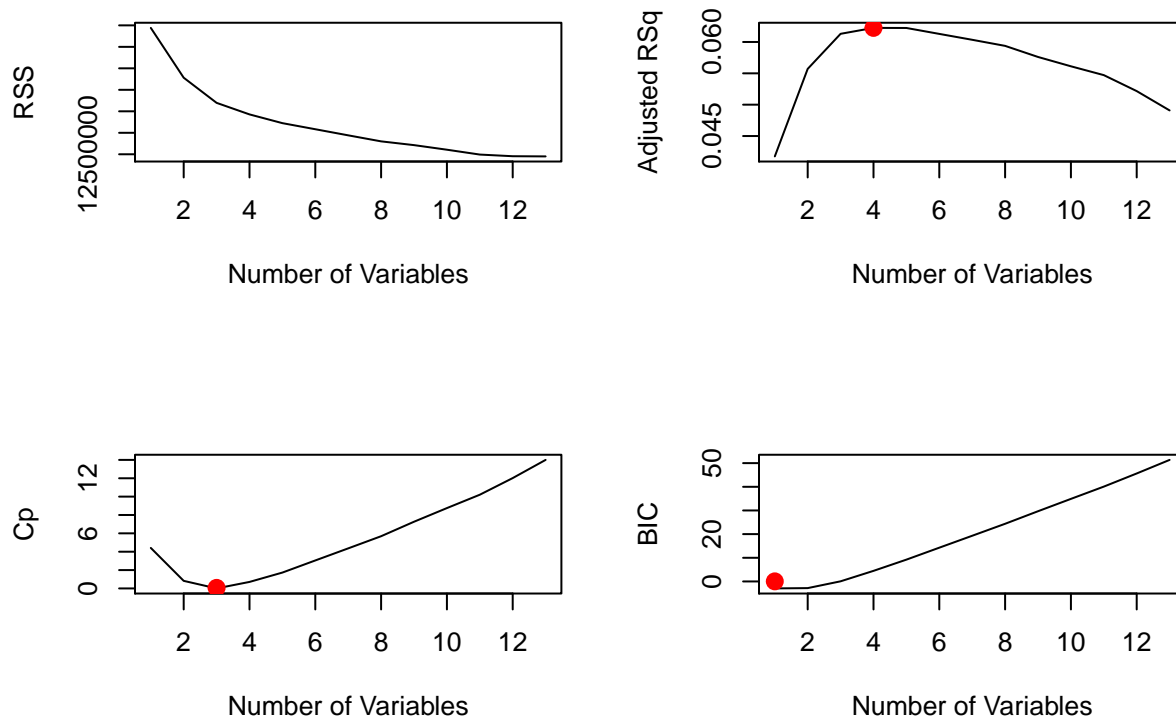 RSS
12500000
2 4 6 8 10 12
Number of Variables
Adjusted RSq
0.045 0.060
2 4 6 8 10 12
Number of Variables
Cp
0 6 12
2 4 6 8 10 12
Number of Variables
BIC
0 20 50
2 4 6 8 10 12
Number of Variables